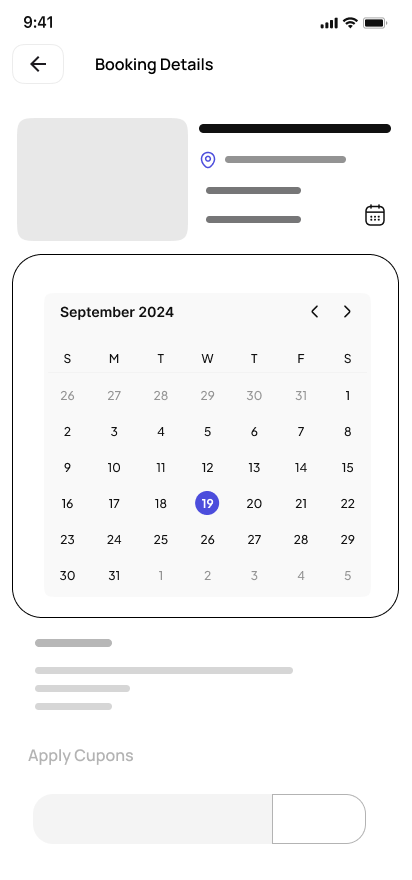 9:41
Booking Details
September 2024
S M T W T F S
26 27 28 29 30 31 1
2 3 4 5 6 7 8
9 10 11 12 13 14 15
16 17 18 19 20 21 22
23 24 25 26 27 28 29
30 31 1 2 3 4 5
Apply Cupons